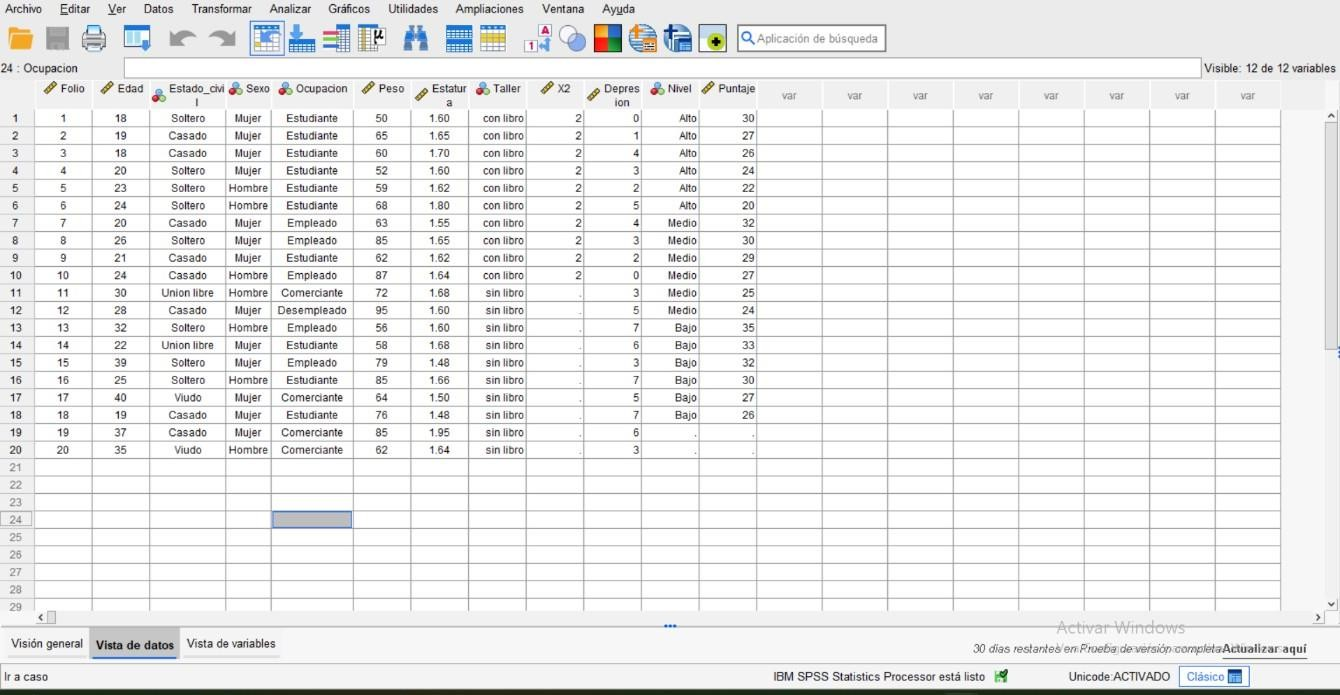 Archivo Editar Ver Datos Transformar Analizar Gráficos Utilidades Ampliaciones Ventana Ayuda
Aplicación de búsqueda
24 : Ocupacion Visible: 12 de 12 variables
Folio Edad Estado_civil Sexo Ocupacion Peso Estatura Taller X2 Depresion Nivel Puntaje var var var var var var var var
1 1 18 Soltero Mujer Estudiante 50 1.60 con libro 2 0 Alto 30
2 2 19 Casado Mujer Estudiante 65 1.65 con libro 2 1 Alto 27
3 3 18 Casado Mujer Estudiante 60 1.70 con libro 2 4 Alto 26
4 4 20 Soltero Mujer Estudiante 52 1.60 con libro 2 3 Alto 24
5 5 23 Soltero Hombre Estudiante 59 1.62 con libro 2 2 Alto 22
6 6 24 Soltero Hombre Estudiante 68 1.80 con libro 2 5 Alto 20
7 7 20 Casado Mujer Empleado 63 1.55 con libro 2 4 Medio 32
8 8 26 Soltero Mujer Empleado 85 1.65 con libro 2 3 Medio 30
9 9 21 Casado Mujer Empleado 62 1.62 con libro 2 2 Medio 29
10 10 24 Casado Hombre Empleado 87 1.64 con libro 2 0 Medio 27
11 11 30 Union libre Hombre Comerciante 72 1.68 sin libro . 3 Medio 25
12 12 28 Casado Mujer Desempleado 95 1.60 sin libro . 5 Medio 24
13 13 32 Soltero Hombre Empleado 56 1.60 sin libro . 7 Bajo 35
14 14 22 Union libre Mujer Estudiante 58 1.68 sin libro . 6 Bajo 33
15 15 39 Soltero Mujer Empleado 79 1.48 sin libro . 3 Bajo 32
16 16 25 Soltero Hombre Estudiante 85 1.66 sin libro . 7 Bajo 30
17 17 40 Viudo Mujer Comerciante 64 1.50 sin libro . 5 Bajo 27
18 18 19 Casado Mujer Estudiante 76 1.48 sin libro . 7 Bajo 26
19 19 37 Casado Mujer Comerciante 85 1.95 sin libro . 6 . .
20 20 35 Viudo Hombre Comerciante 62 1.64 sin libro . 3 . .
21
22
23
24
25
26
27
28
29
Visión general Vista de datos Vista de variables
Activar Windows
30 días restantes en Prueba de versión completa Actualizar aquí
Ir a caso IBM SPSS Statistics Processor está listo Unicode:ACTIVADO Clásico